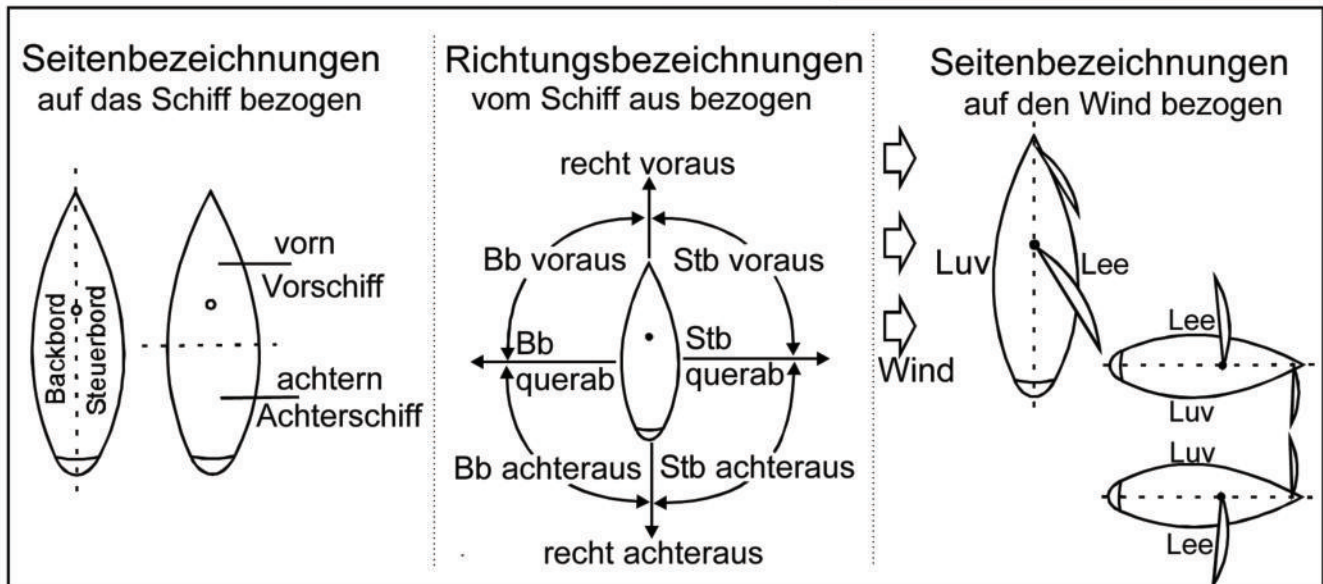 Seitenbezeichnungen
auf das Schiff bezogen
Backbord
Steuerbord
vorn
Vorschiff
achtern
Achterschiff
Richtungsbezeichnungen
vom Schiff aus bezogen
recht voraus
Bb voraus
Stb voraus
Bb
querab
Stb
querab
Bb achteraus
Stb achteraus
recht achteraus
Seitenbezeichnungen
auf den Wind bezogen
Luv
Lee
Wind
Lee
Luv
Luv
Lee